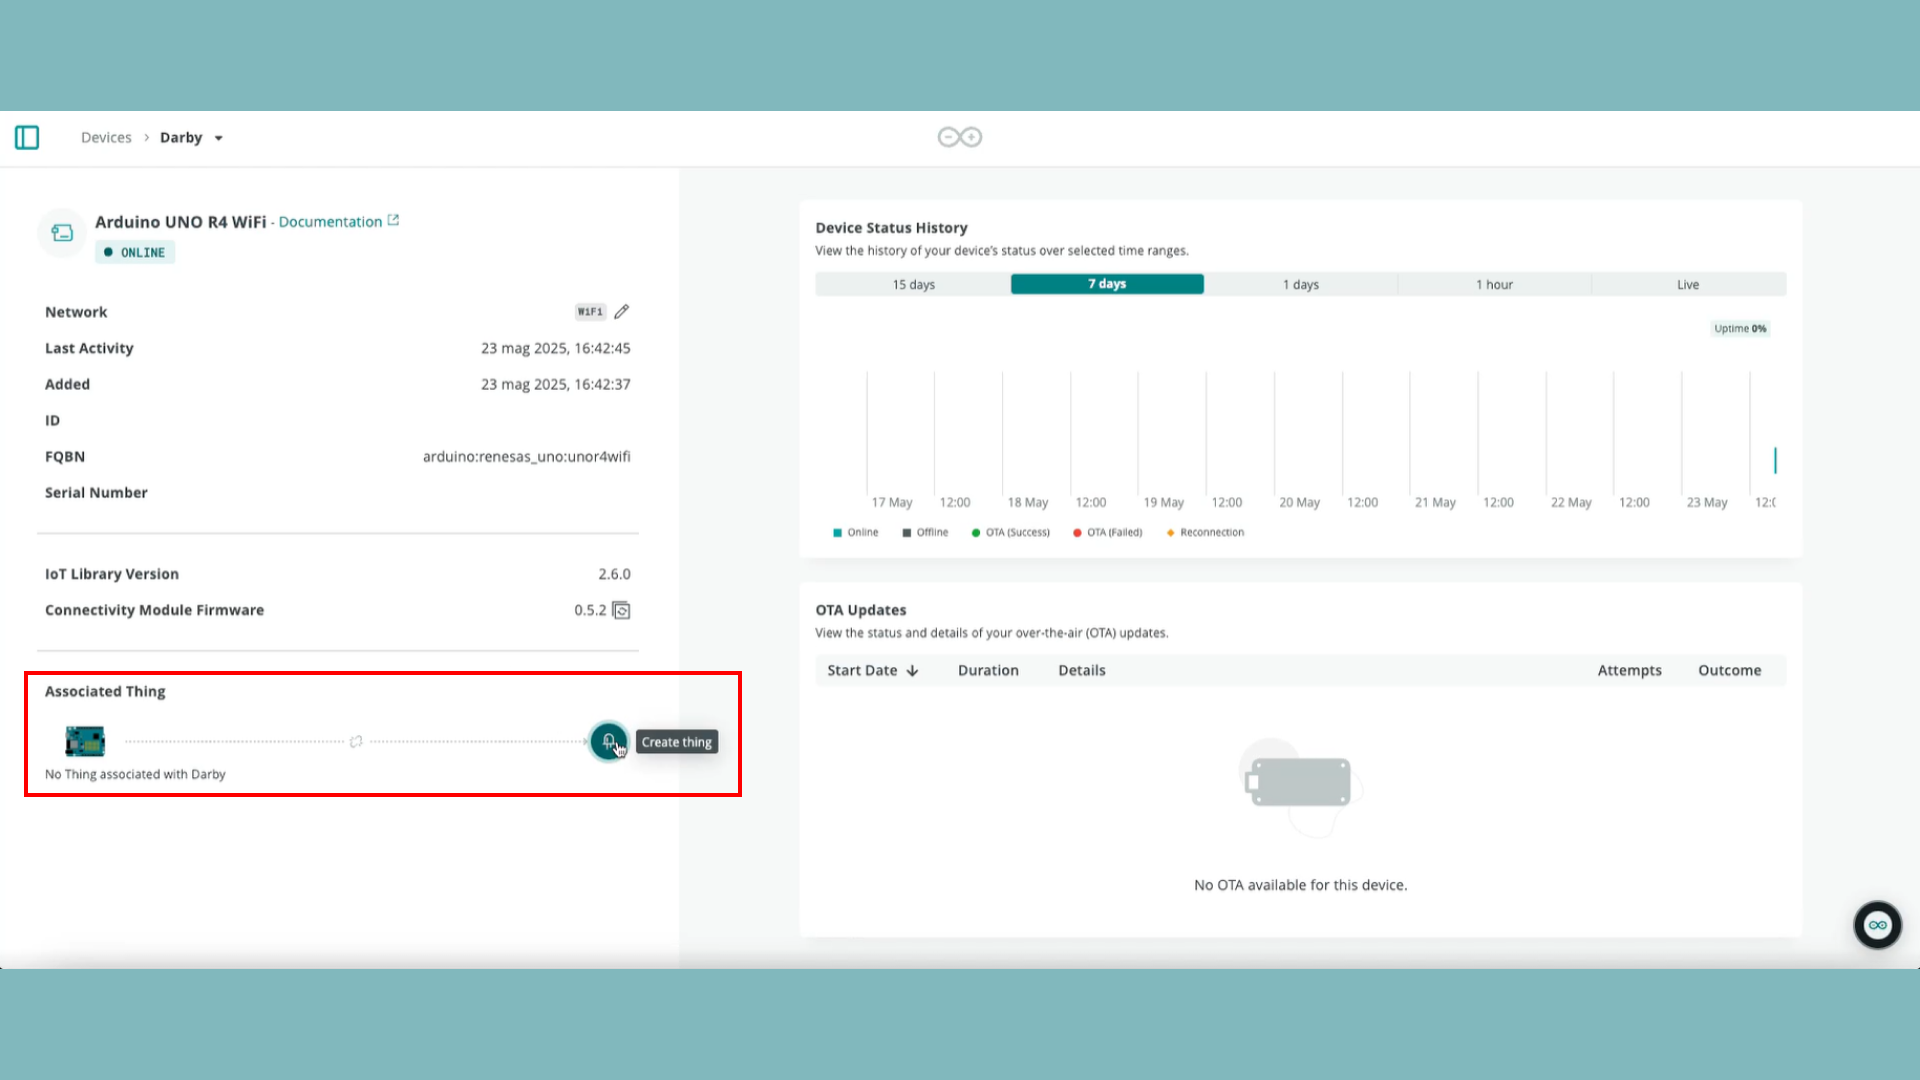 Devices > Darby
Arduino UNO R4 WiFi - Documentation
ONLINE
Network WiFi
Last Activity 23 mag 2025, 16:42:45
Added 23 mag 2025, 16:42:37
ID
FQBN arduino:renesas_uno:unor4wifi
Serial Number
IoT Library Version 2.6.0
Connectivity Module Firmware 0.5.2
Associated Thing
Create thing
No Thing associated with Darby
Device Status History
View the history of your device's status over selected time ranges.
15 days 7 days 1 days 1 hour Live
Uptime 0%
17 May 12:00 18 May 12:00 19 May 12:00 20 May 12:00 21 May 12:00 22 May 12:00 23 May 12:0
Online Offline OTA (Success) OTA (Failed) Reconnection
OTA Updates
View the status and details of your over-the-air (OTA) updates.
Start Date Duration Details Attempts Outcome
No OTA available for this device.